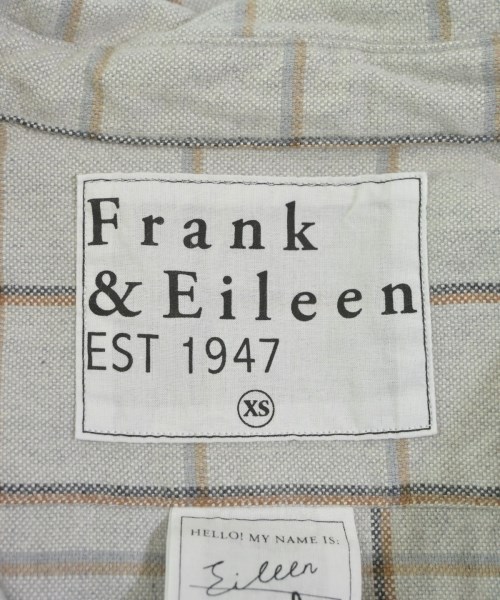 Frank
& Eileen
EST 1947
XS
HELLO! MY NAME IS:
Eileen